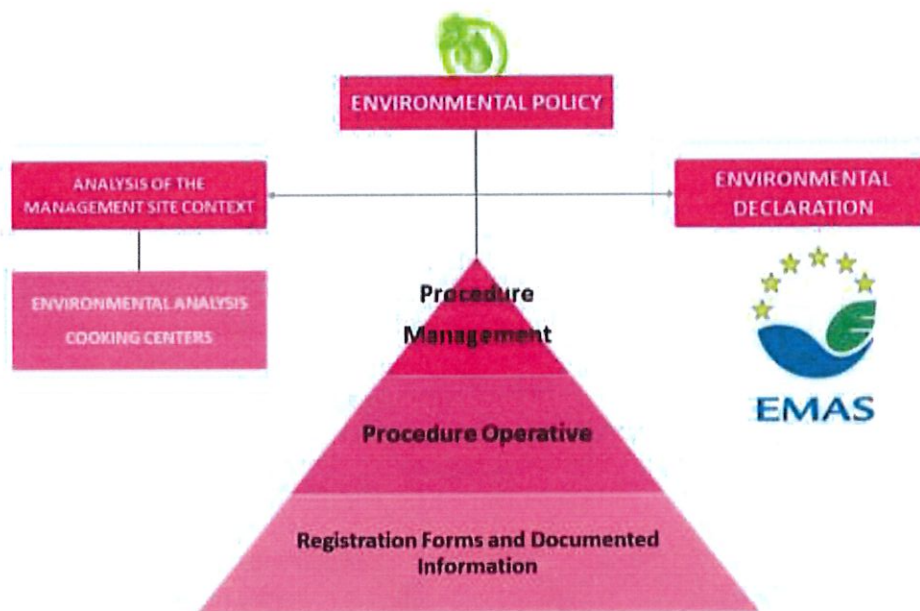 ENVIRONMENTAL POLICY
ANALYSIS OF THE
MANAGEMENT SITE CONTEXT
ENVIRONMENTAL
DECLARATION
ENVIRONMENTAL ANALYSIS
COOKING CENTERS
Procedure
Management
EMAS
Procedure Operative
Registration Forms and Documented
Information